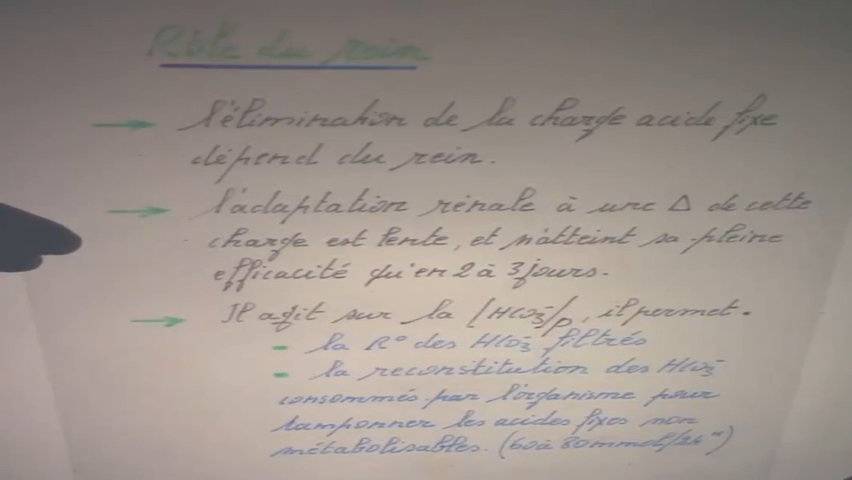 Rôle du rein
→ l'élimination de la charge acide fixe
dépend du rein.
→ l'adaptation rénale à une Δ de cette
charge est lente, et n'atteint sa pleine
efficacité qu'en 2 à 3 jours.
→ Il agit sur la [HCO3-]p, il permet.
- la R° des HCO3- filtrés
- la reconstitution des HCO3-
consommés par l'organisme pour
tamponner les acides fixes non
métabolisables. (60 à 80 mmol/24H)